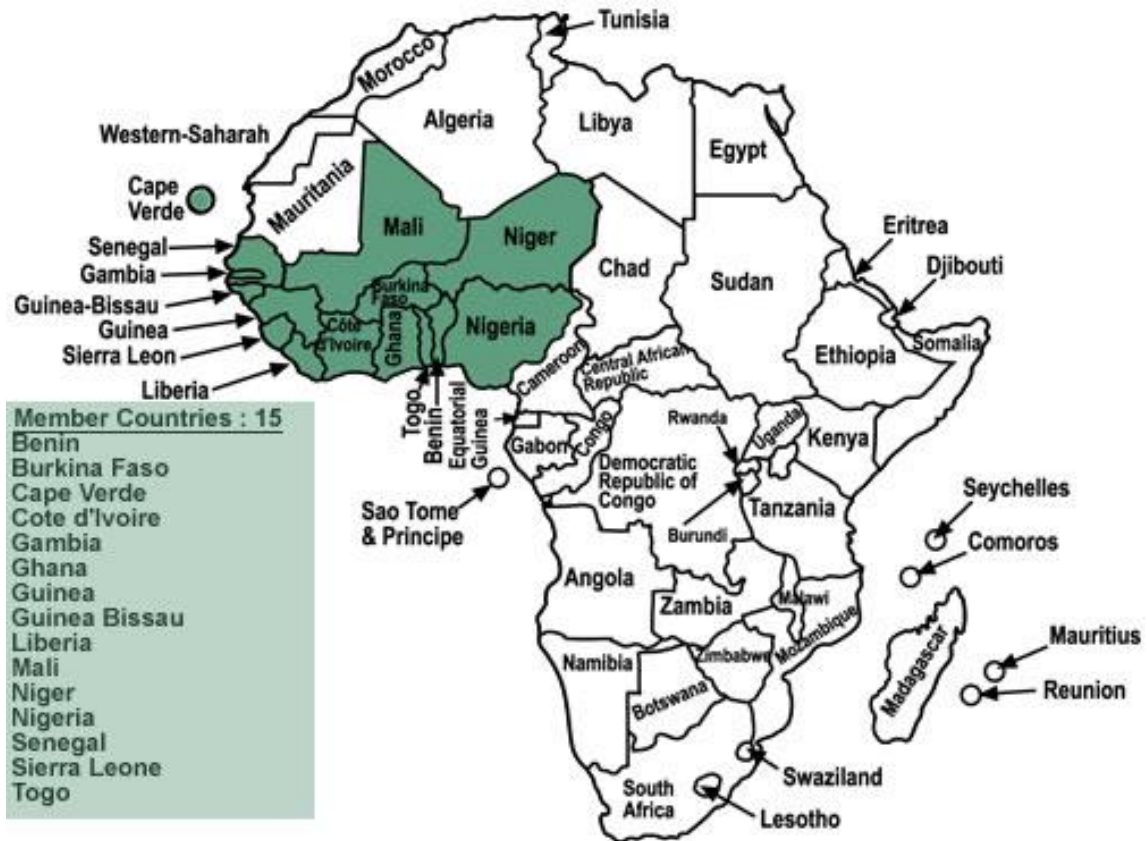 Tunisia
Morocco
Algeria
Libya
Egypt
Western-Saharah
Mauritania
Cape
Verde
Mali
Niger
Chad
Sudan
Eritrea
Djibouti
Senegal
Gambia
Guinea-Bissau
Guinea
Sierra Leon
Liberia
Burkina
Faso
Côte
d'Ivoire
Ghana
Nigeria
Togo
Benin
Equatorial
Guinea
Cameroon
Central African
Republic
Ethiopia
Somalia
Gabon
Congo
Rwanda
Uganda
Kenya
Democratic
Republic of
Congo
Burundi
Tanzania
Sao Tome
& Principe
Seychelles
Comoros
Angola
Zambia
Malawi
Mozambique
Namibia
Zimbabwe
Botswana
Madagascar
Mauritius
Reunion
Swaziland
South
Africa
Lesotho
Member Countries : 15
Benin
Burkina Faso
Cape Verde
Cote d'Ivoire
Gambia
Ghana
Guinea
Guinea Bissau
Liberia
Mali
Niger
Nigeria
Senegal
Sierra Leone
Togo